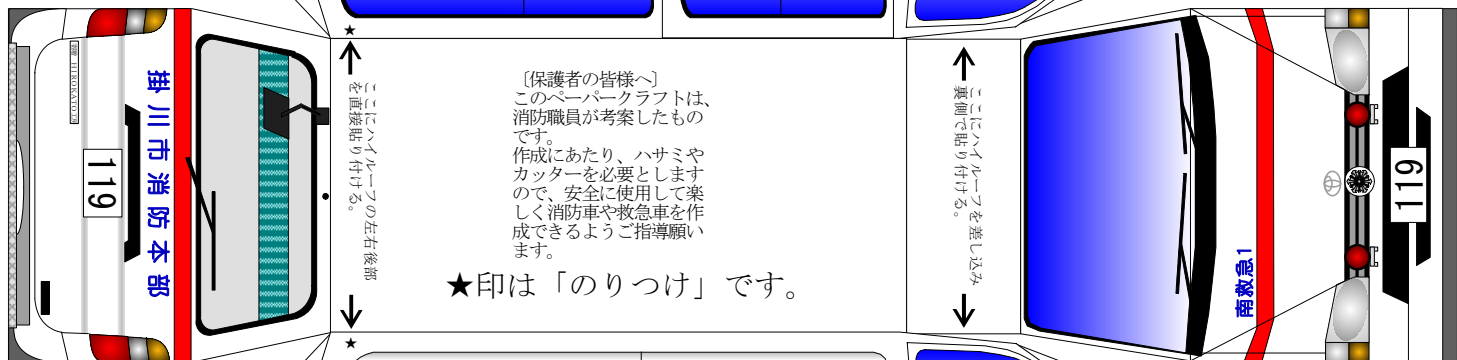 掛川市消防本部
119
★
ここにハイルーフの左右後部
を直接貼り付ける。
〔保護者の皆様へ〕
このペーパークラフトは、
消防職員が考案したもの
です。
作成にあたり、ハサミや
カッターを必要とします
ので、安全に使用して楽
しく消防車や救急車を作
成できるようご指導願い
ます。
★印は「のりつけ」です。
★
ここにハイルーフを差し込み
裏側で貼り付ける。
南救急1
119